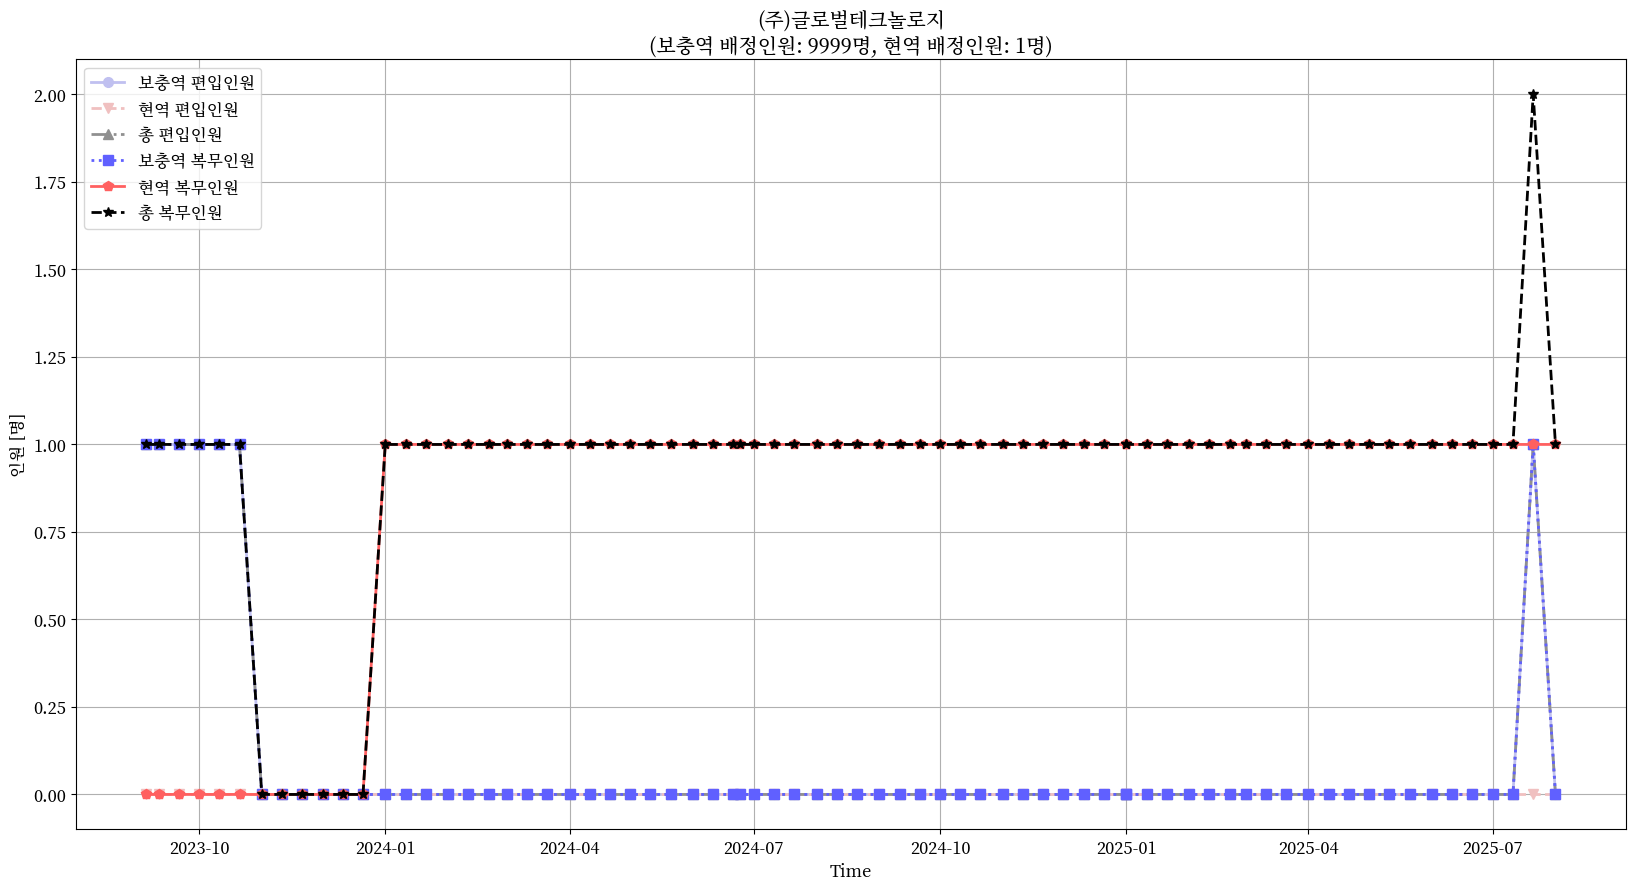 (주)글로벌테크놀로지
(보충역 배정인원: 9999명, 현역 배정인원: 1명)
보충역 편입인원
현역 편입인원
총 편입인원
보충역 복무인원
현역 복무인원
총 복무인원
인원 [명]
2.00
1.75
1.50
1.25
1.00
0.75
0.50
0.25
0.00
2023-10 2024-01 2024-04 2024-07 2024-10 2025-01 2025-04 2025-07
Time